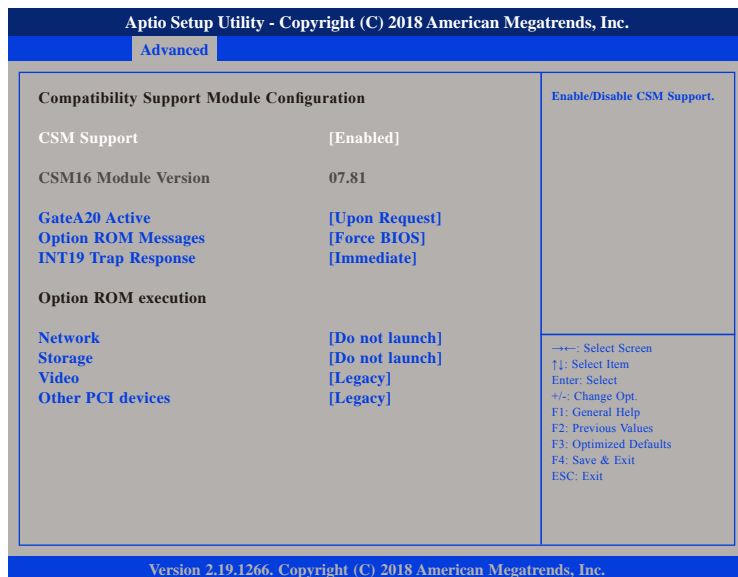 Aptio Setup Utility - Copyright (C) 2018 American Megatrends, Inc.
Advanced
Compatibility Support Module Configuration
CSM Support [Enabled]
CSM16 Module Version 07.81
GateA20 Active [Upon Request]
Option ROM Messages [Force BIOS]
INT19 Trap Response [Immediate]
Option ROM execution
Network [Do not launch]
Storage [Do not launch]
Video [Legacy]
Other PCI devices [Legacy]
Enable/Disable CSM Support.
→←: Select Screen
↑↓: Select Item
Enter: Select
+/-: Change Opt.
F1: General Help
F2: Previous Values
F3: Optimized Defaults
F4: Save & Exit
ESC: Exit
Version 2.19.1266. Copyright (C) 2018 American Megatrends, Inc.